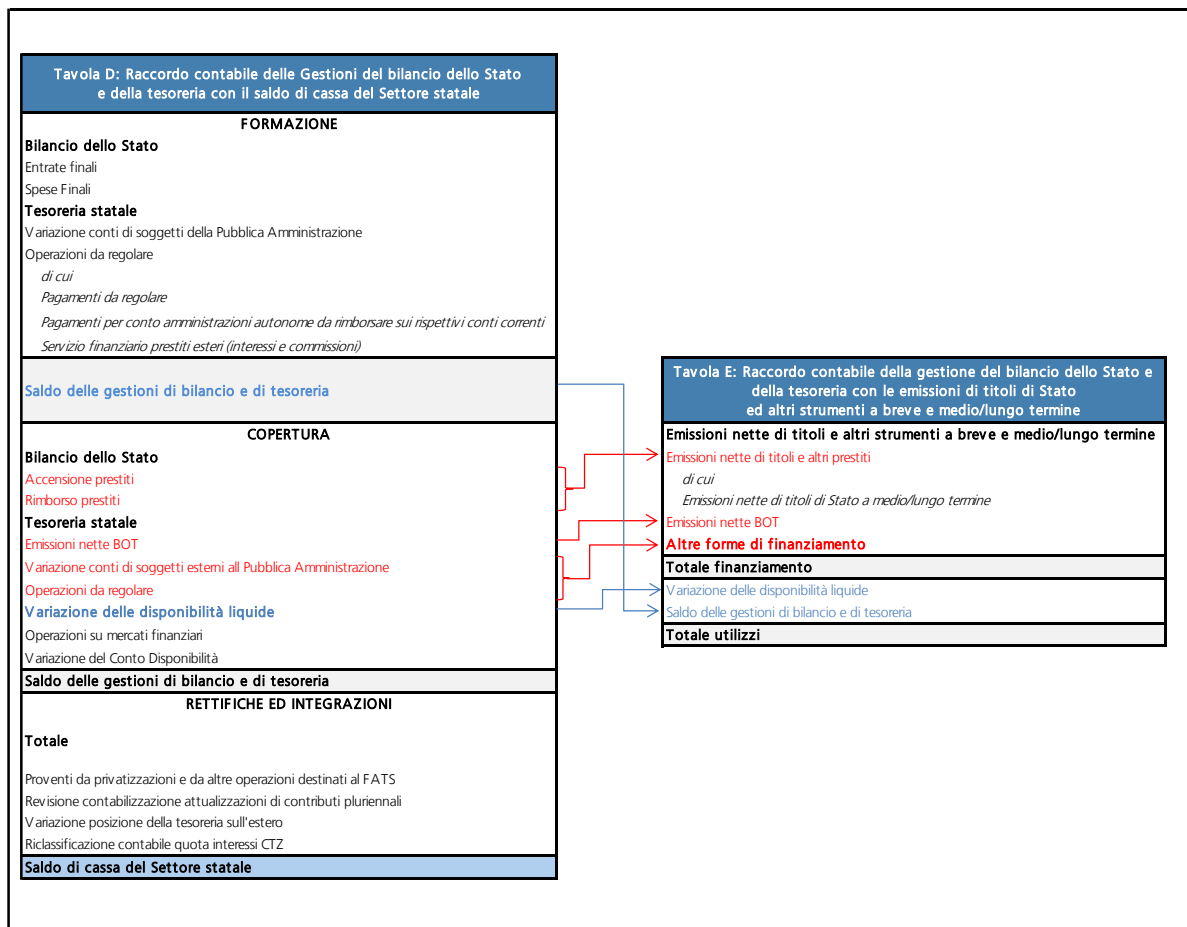 Tavola D: Raccordo contabile delle Gestioni del bilancio dello Stato
e della tesoreria con il saldo di cassa del Settore statale
FORMAZIONE
Bilancio dello Stato
Entrate finali
Spese Finali
Tesoreria statale
Variazione conti di soggetti della Pubblica Amministrazione
Operazioni da regolare
di cui
Pagamenti da regolare
Pagamenti per conto amministrazioni autonome da rimborsare sui rispettivi conti correnti
Servizio finanziario prestiti esteri (interessi e commissioni)
Saldo delle gestioni di bilancio e di tesoreria
COPERTURA
Bilancio dello Stato
Accensione prestiti
Rimborso prestiti
Tesoreria statale
Emissioni nette BOT
Variazione conti di soggetti esterni all Pubblica Amministrazione
Operazioni da regolare
Variazione delle disponibilità liquide
Operazioni su mercati finanziari
Variazione del Conto Disponibilità
Saldo delle gestioni di bilancio e di tesoreria
RETTIFICHE ED INTEGRAZIONI
Totale
Proventi da privatizzazioni e da altre operazioni destinati al FATS
Revisione contabilizzazione attualizzazioni di contributi pluriennali
Variazione posizione della tesoreria sull'estero
Riclassificazione contabile quota interessi CTZ
Saldo di cassa del Settore statale
Tavola E: Raccordo contabile della gestione del bilancio dello Stato e
della tesoreria con le emissioni di titoli di Stato
ed altri strumenti a breve e medio/lungo termine
Emissioni nette di titoli e altri strumenti a breve e medio/lungo termine
Emissioni nette di titoli e altri prestiti
di cui
Emissioni nette di titoli di Stato a medio/lungo termine
Emissioni nette BOT
Altre forme di finanziamento
Totale finanziamento
Variazione delle disponibilità liquide
Saldo delle gestioni di bilancio e di tesoreria
Totale utilizzi